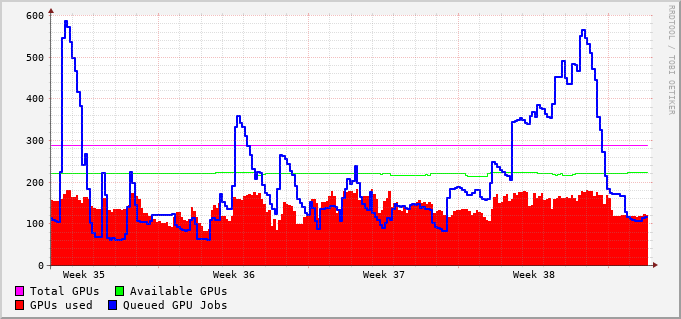 RRDTOOL / TOBI OETIKER
600
500
400
300
200
100
0
Week 35 Week 36 Week 37 Week 38
Total GPUs Available GPUs
GPUs used Queued GPU Jobs